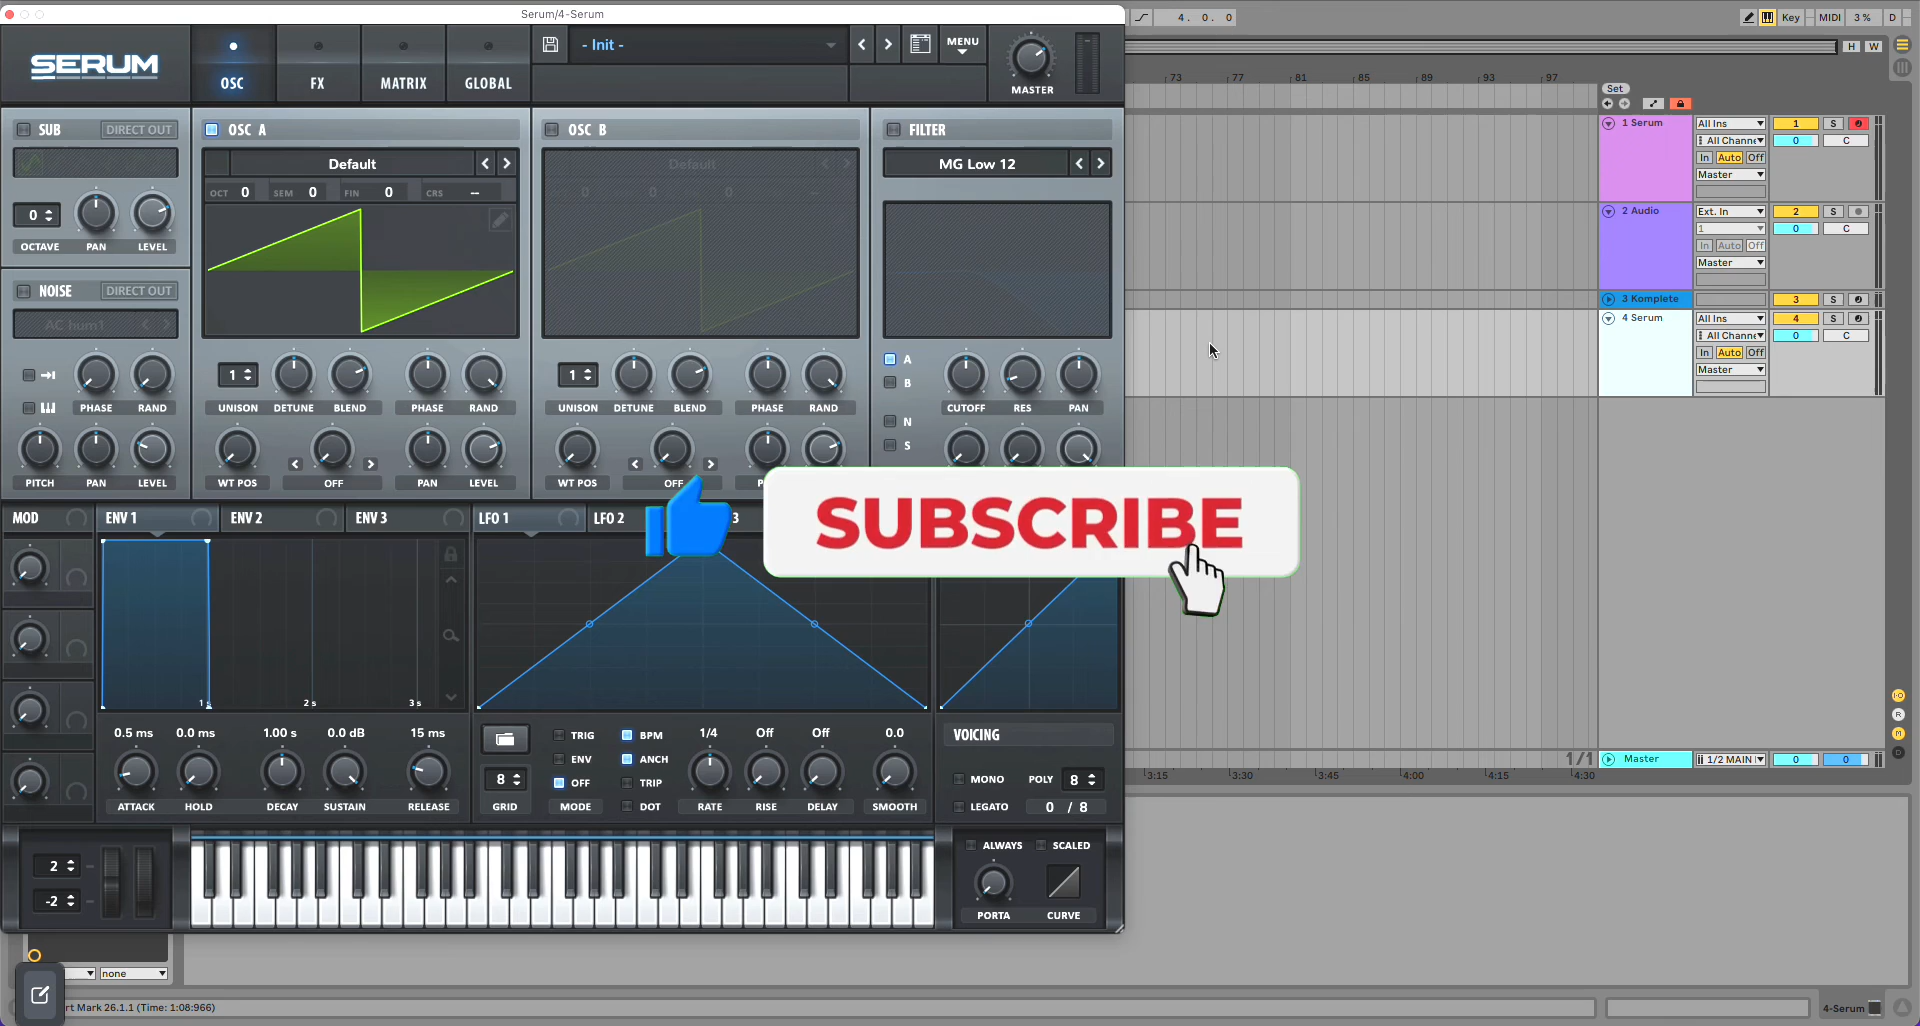 Serum/4-Serum
4. 0. 0
Key MIDI 3 % D
SERUM
OSC FX MATRIX GLOBAL
- Init -
MENU
MASTER
H W
73 77 81 85 89 93 97
Set
SUB DIRECT OUT
OSC A
OSC B
FILTER
Default
Default
MG Low 12
OCT 0 SEM 0 FIN 0 CRS --
0 0 0
0
OCTAVE PAN LEVEL
NOISE DIRECT OUT
AC hum1
1 Serum All Ins 1 S
All Channe 0 C
In Auto Off
Master
2 Audio Ext. In 2 S
1 0 C
In Auto Off
Master
3 Komplete 3 S
4 Serum All Ins 4 S
All Channe 0 C
In Auto Off
Master
PHASE RAND
1
UNISON DETUNE BLEND PHASE RAND
1
UNISON DETUNE BLEND PHASE RAND
A
B
N
S
CUTOFF RES PAN
PITCH PAN LEVEL
WT POS OFF PAN LEVEL
WT POS OFF
SUBSCRIBE
MOD ENV 1 ENV 2 ENV 3 LFO 1 LFO 2 3
1 s 2 s 3 s
0.5 ms 0.0 ms 1.00 s 0.0 dB 15 ms
ATTACK HOLD DECAY SUSTAIN RELEASE
8
GRID
TRIG BPM
ENV ANCH
OFF TRIP
MODE DOT
1/4 Off Off 0.0
RATE RISE DELAY SMOOTH
VOICING
MONO POLY 8
LEGATO 0 / 8
1/1 Master 1/2 MAIN 0 0
3:15 3:30 3:45 4:00 4:15 4:30
R
M
D
2
-2
ALWAYS SCALED
PORTA CURVE
none
rt Mark 26.1.1 (Time: 1:08:966)
4-Serum